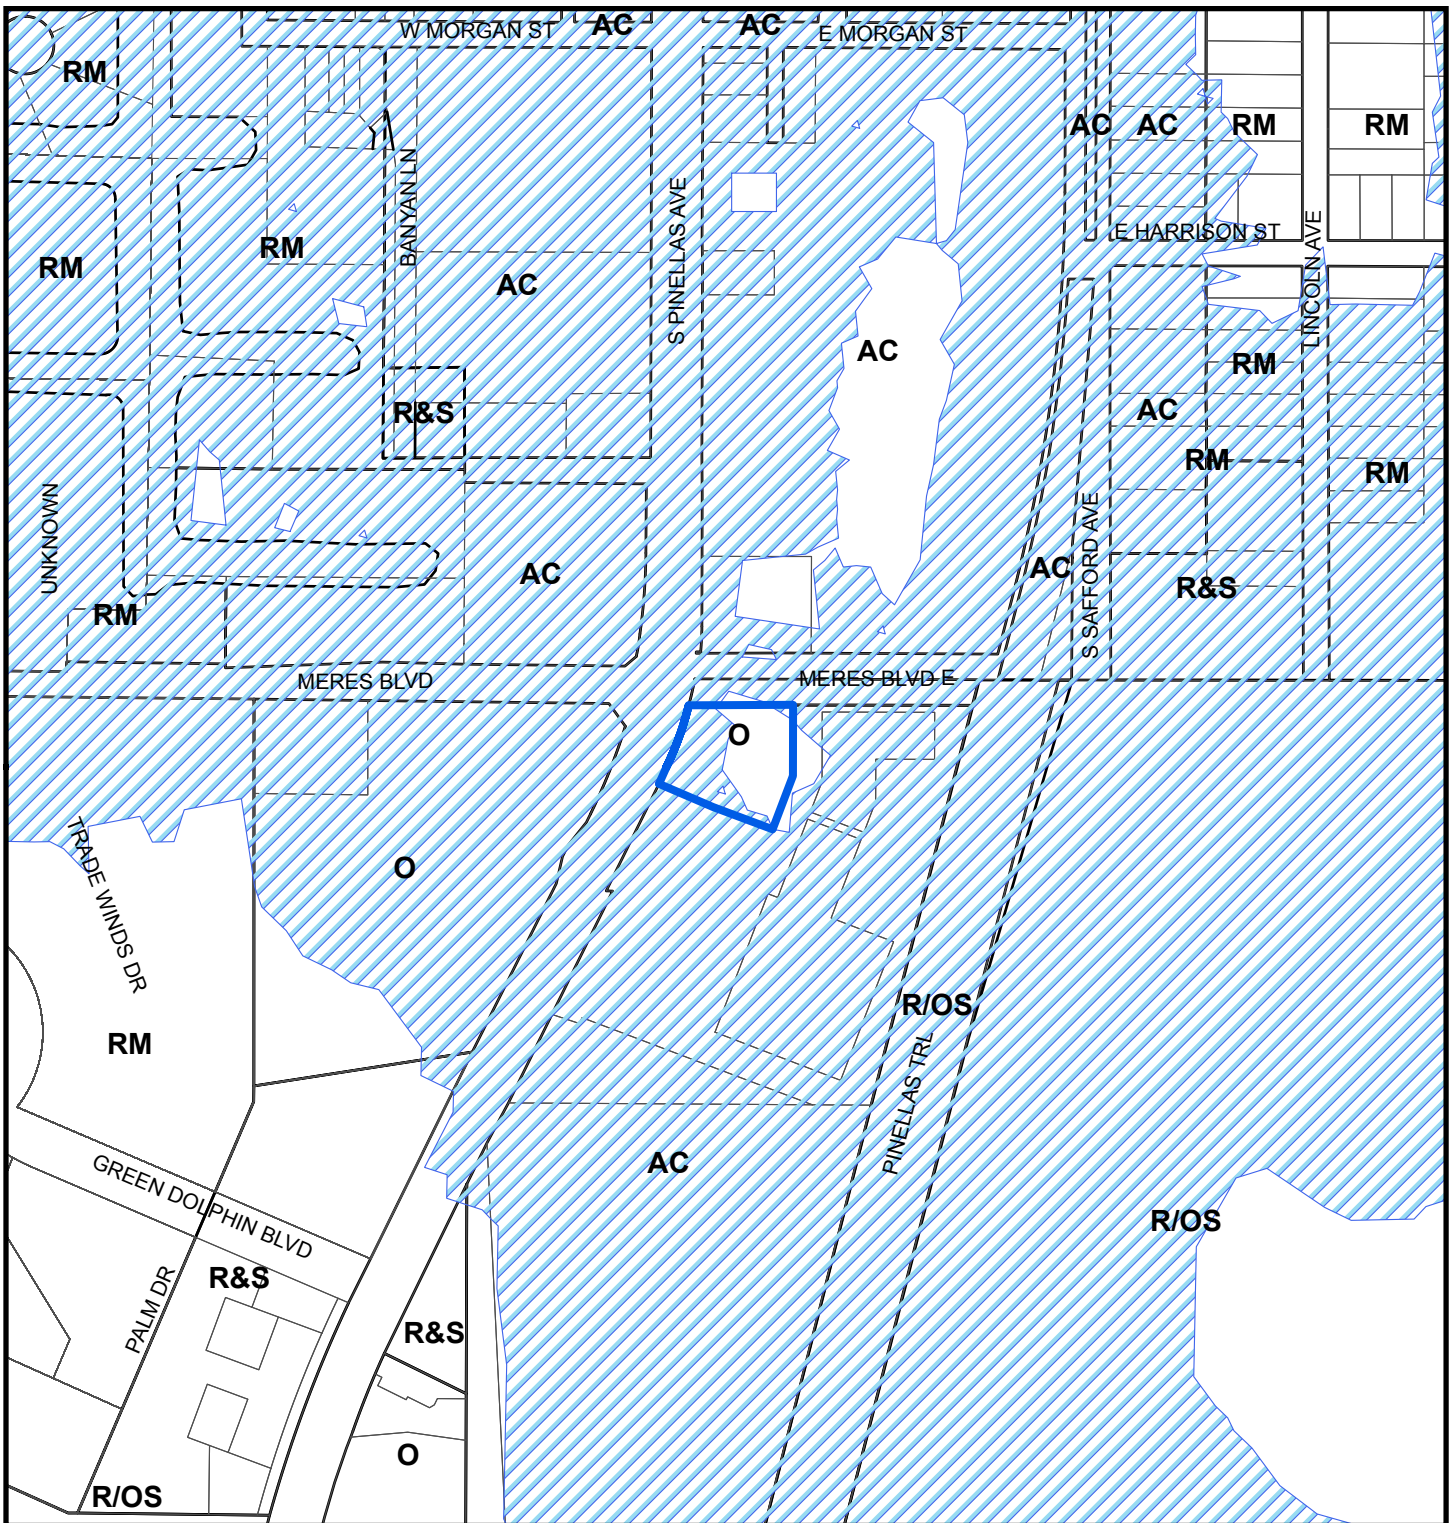 W MORGAN ST
AC
AC
E MORGAN ST
RM
AC
AC
RM
RM
BANYAN LN
S PINELLAS AVE
E HARRISON ST
LINCOLN AVE
RM
RM
AC
AC
RM
AC
R&S
RM
RM
UNKNOWN
S SAFFORD AVE
AC
AC
R&S
RM
MERES BLVD
MERES BLVD E
O
TRADE WINDS DR
O
R/OS
RM
PINELLAS TRL
AC
GREEN DOLPHIN BLVD
R/OS
R&S
PALM DR
R&S
O
R/OS